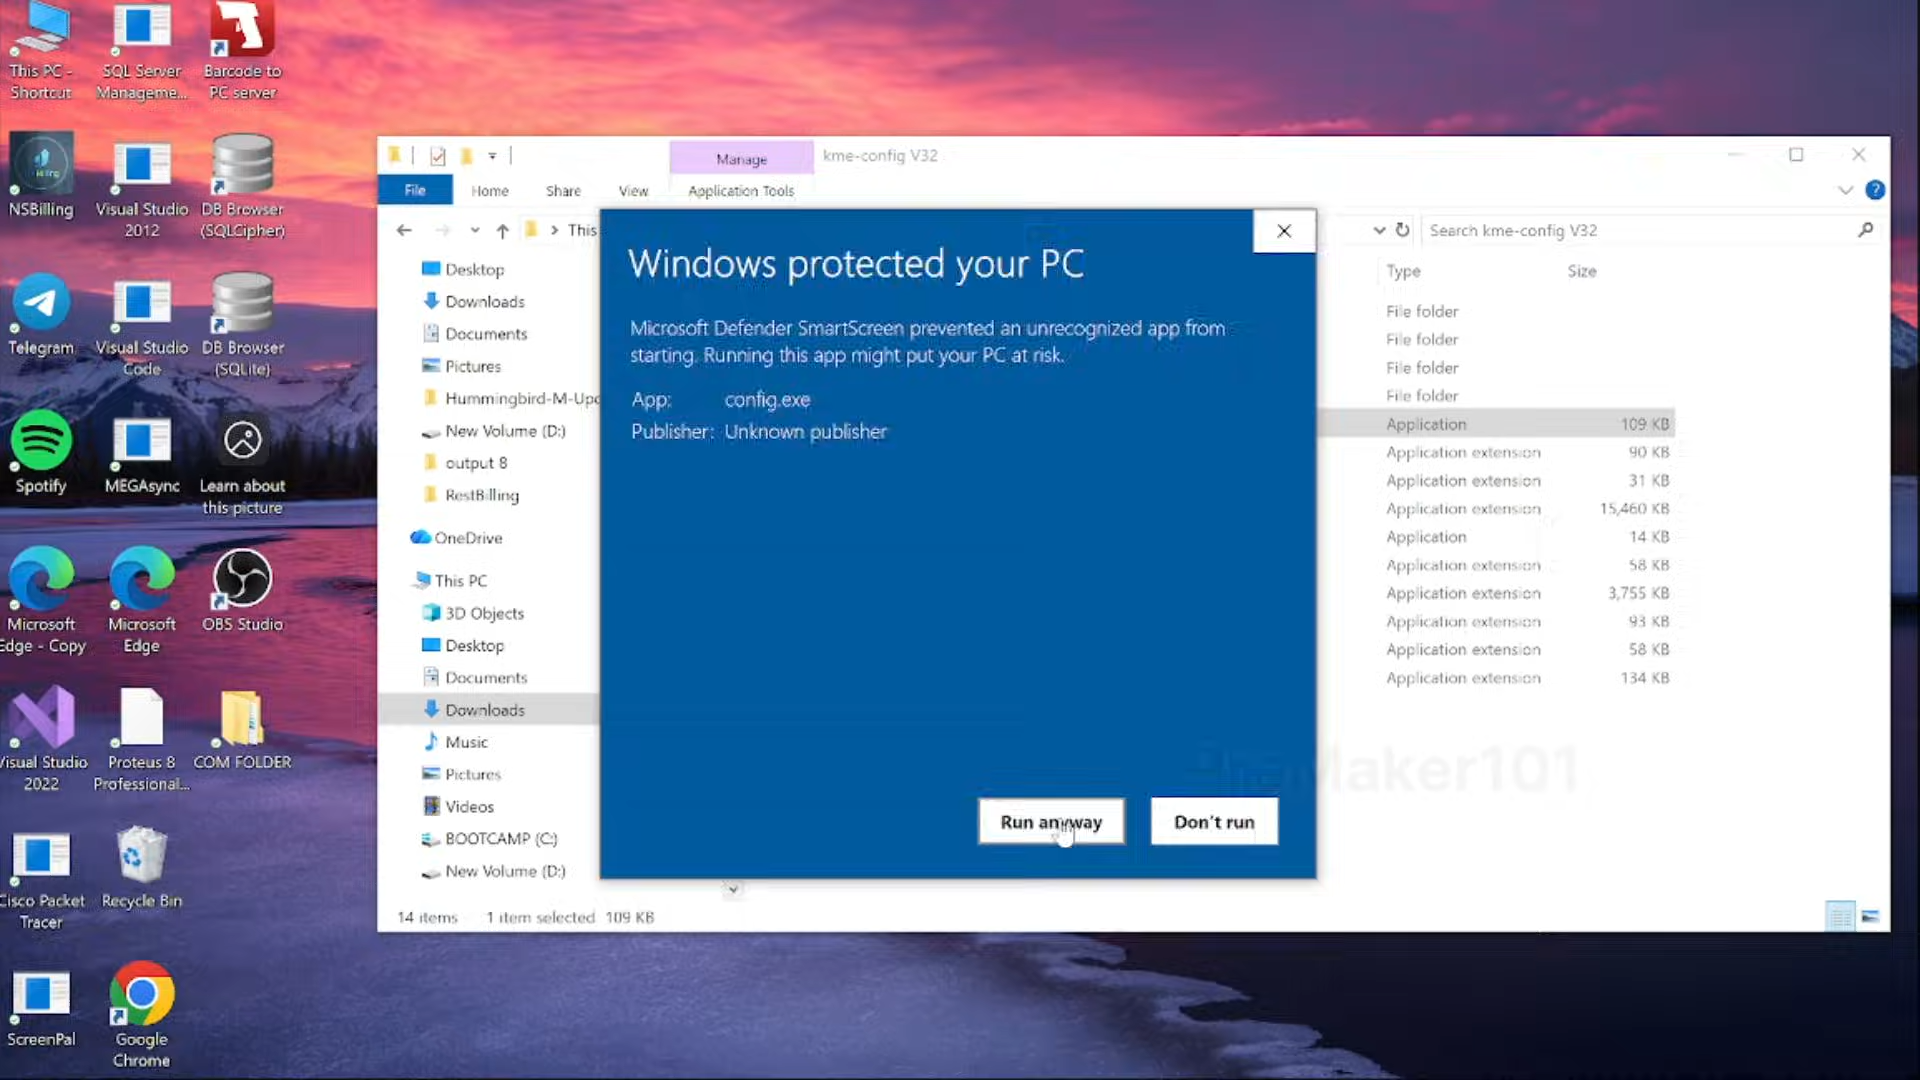 This PC -
Shortcut
SQL Server
Manageme...
Barcode to
PC server
NSBilling
Visual Studio
2012
DB Browser
(SQLCipher)
Telegram
Visual Studio
Code
DB Browser
(SQLite)
Spotify
MEGAsync
Learn about
this picture
Microsoft
Edge - Copy
Microsoft
Edge
OBS Studio
Visual Studio
2022
Proteus 8
Professional...
COM FOLDER
Cisco Packet
Tracer
Recycle Bin
ScreenPal
Google
Chrome
Manage
kme-config V32
File
Home
Share
View
Application Tools
This
Search kme-config V32
Desktop
Downloads
Documents
Pictures
Hummingbird-M-Upd
New Volume (D:)
output 8
RestBilling
OneDrive
This PC
3D Objects
Desktop
Documents
Downloads
Music
Pictures
Videos
BOOTCAMP (C:)
New Volume (D:)
Type Size
File folder
File folder
File folder
File folder
Application 109 KB
Application extension 90 KB
Application extension 31 KB
Application extension 15,460 KB
Application 14 KB
Application extension 58 KB
Application extension 3,755 KB
Application extension 93 KB
Application extension 58 KB
Application extension 134 KB
14 items 1 item selected 109 KB
Windows protected your PC
Microsoft Defender SmartScreen prevented an unrecognized app from
starting. Running this app might put your PC at risk.
App: config.exe
Publisher: Unknown publisher
Run anyway
Don't run